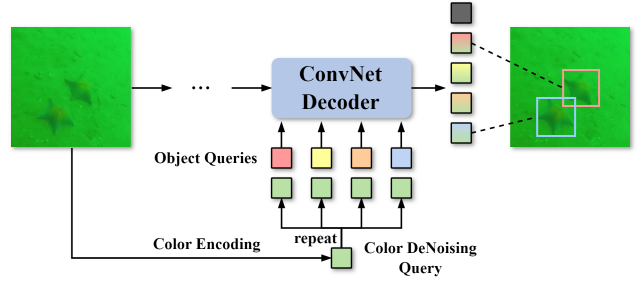 ...
ConvNet
Decoder
Object Queries
repeat
Color Encoding
Color DeNoising
Query